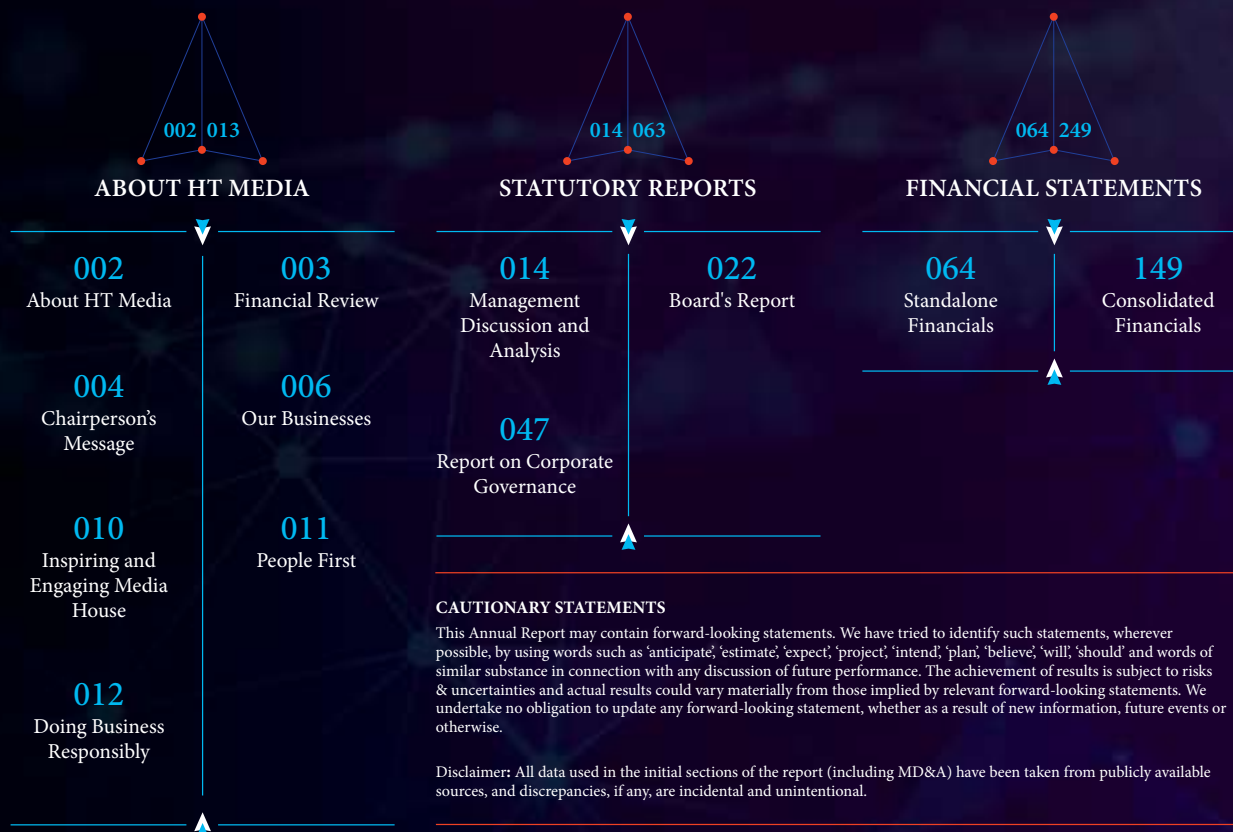 002 013
ABOUT HT MEDIA
002
About HT Media
003
Financial Review
004
Chairperson’s
Message
006
Our Businesses
010
Inspiring and
Engaging Media
House
011
People First
012
Doing Business
Responsibly
014 063
STATUTORY REPORTS
014
Management
Discussion and
Analysis
022
Board's Report
047
Report on Corporate
Governance
064 249
FINANCIAL STATEMENTS
064
Standalone
Financials
149
Consolidated
Financials
CAUTIONARY STATEMENTS
This Annual Report may contain forward-looking statements. We have tried to identify such statements, wherever
possible, by using words such as ‘anticipate’, ‘estimate’, ‘expect’, ‘project’, ‘intend’, ‘plan’, ‘believe’, ‘will’, ‘should’ and words of
similar substance in connection with any discussion of future performance. The achievement of results is subject to risks
& uncertainties and actual results could vary materially from those implied by relevant forward-looking statements. We
undertake no obligation to update any forward-looking statement, whether as a result of new information, future events or
otherwise.
Disclaimer: All data used in the initial sections of the report (including MD&A) have been taken from publicly available
sources, and discrepancies, if any, are incidental and unintentional.